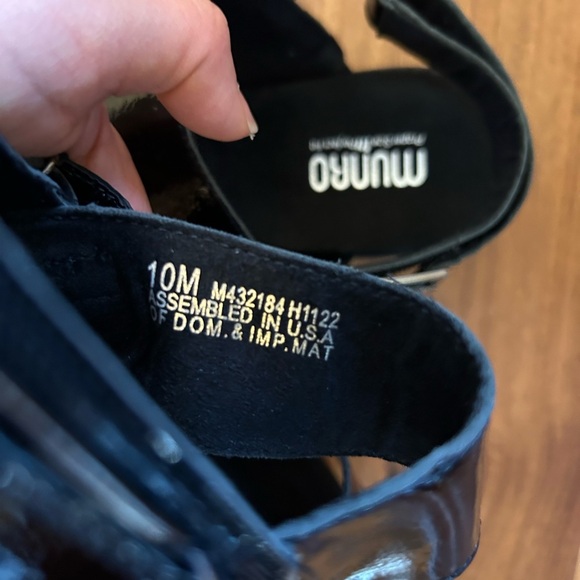 munro
10M M432184 H1122
ASSEMBLED IN U.S.A
OF DOM. & IMP. MAT